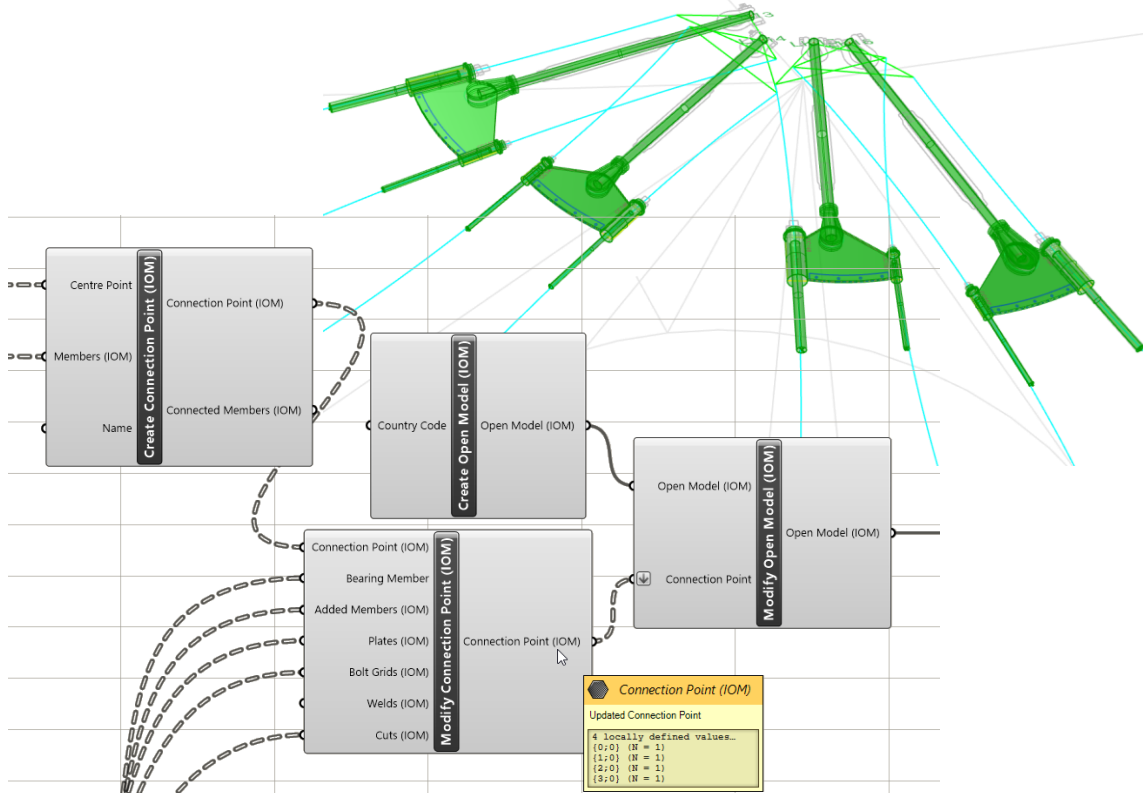 Centre Point
Members (IOM)
Name
Create Connection Point (IOM)
Connection Point (IOM)
Connected Members (IOM)
Country Code
Create Open Model (IOM)
Open Model (IOM)
Open Model (IOM)
Connection Point
Modify Open Model (IOM)
Open Model (IOM)
Connection Point (IOM)
Bearing Member
Added Members (IOM)
Plates (IOM)
Bolt Grids (IOM)
Welds (IOM)
Cuts (IOM)
Modify Connection Point (IOM)
Connection Point (IOM)
Connection Point (IOM)
Updated Connection Point
4 locally defined values…
{0;0} (N = 1)
{1;0} (N = 1)
{2;0} (N = 1)
{3;0} (N = 1)